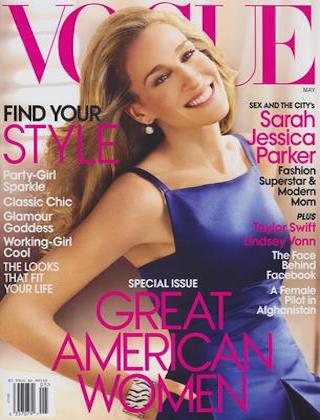 VOGUE
MAY
FIND YOUR
STYLE
Party-Girl
Sparkle
Classic Chic
Glamour
Goddess
Working-Girl
Cool
THE LOOKS
THAT FIT
YOUR LIFE
SEX AND THE CITY'S
Sarah
Jessica
Parker
Fashion
Superstar &
Modern
Mom
PLUS
Taylor Swift
Lindsey Vonn
The Face
Behind
Facebook
A Female
Pilot in
Afghanistan
SPECIAL ISSUE
GREAT
AMERICAN
WOMEN